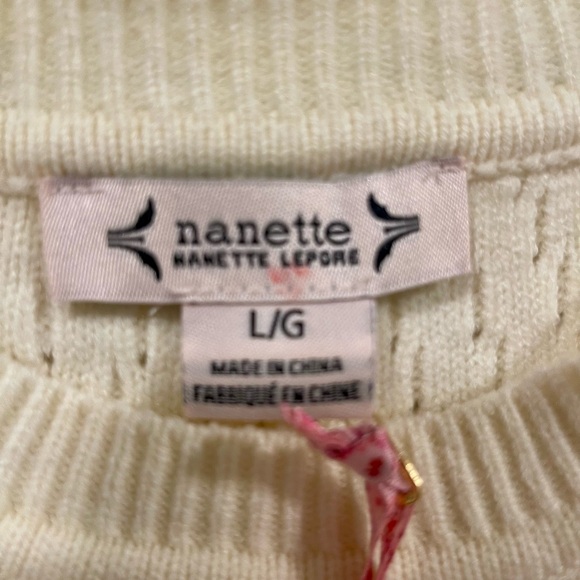 nanette
NANETTE LEPORE
L/G
MADE IN CHINA
FABRIQUÉ EN CHINE